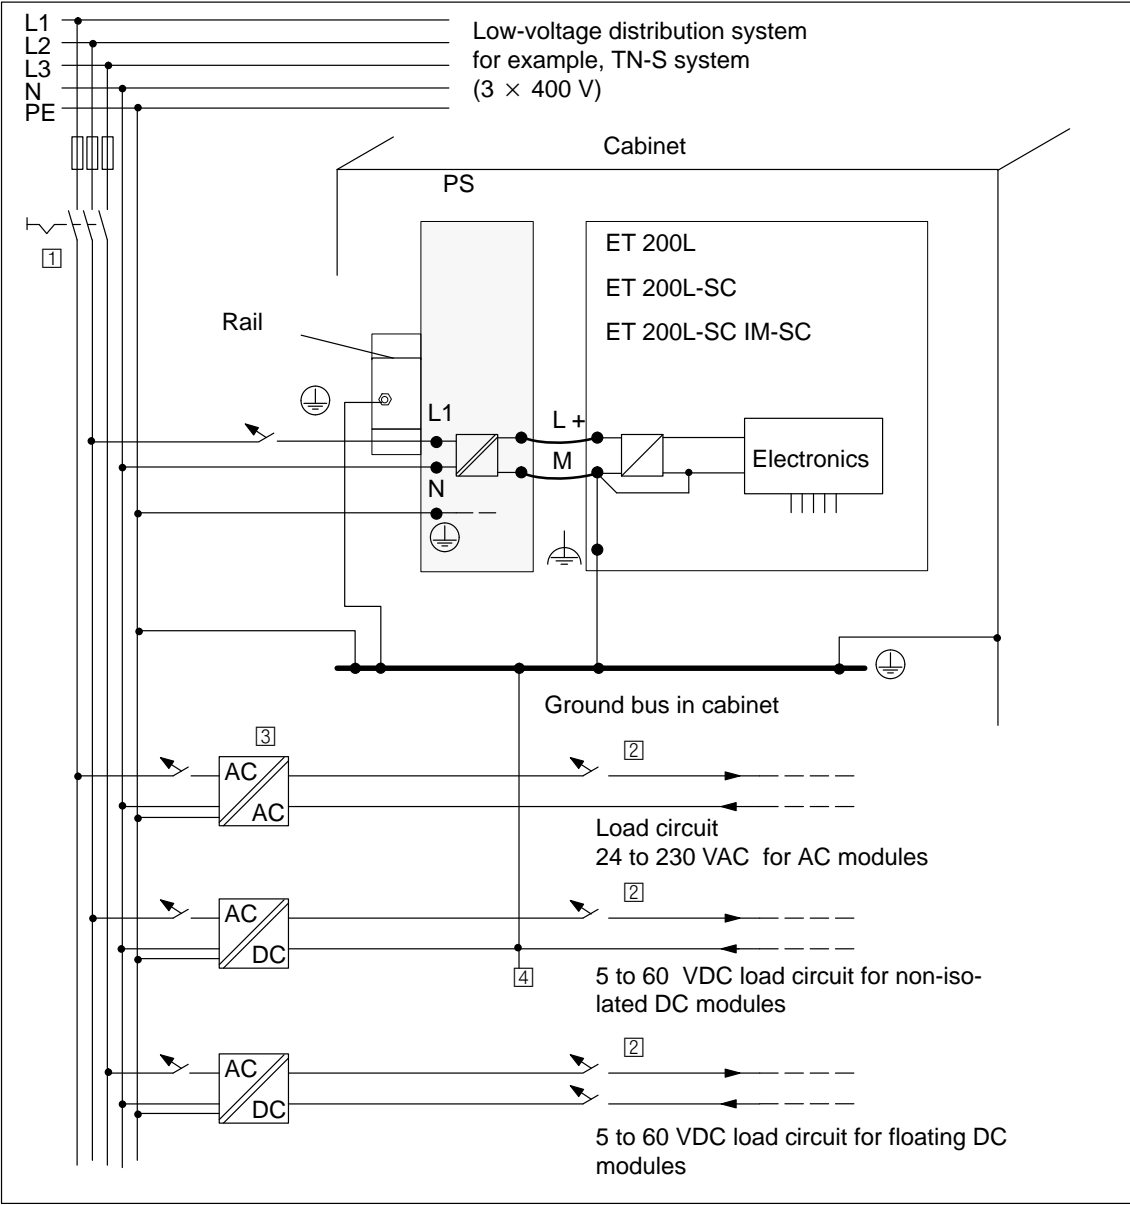 L1
L2
L3
N
PE
Low-voltage distribution system
for example, TN-S system
(3 × 400 V)
Cabinet
PS
1
ET 200L
ET 200L-SC
ET 200L-SC IM-SC
Rail
L1
L +
M
N
Electronics
Ground bus in cabinet
3
2
AC
AC
Load circuit
24 to 230 VAC for AC modules
2
AC
DC
4
5 to 60 VDC load circuit for non-iso-
lated DC modules
2
AC
DC
5 to 60 VDC load circuit for floating DC
modules